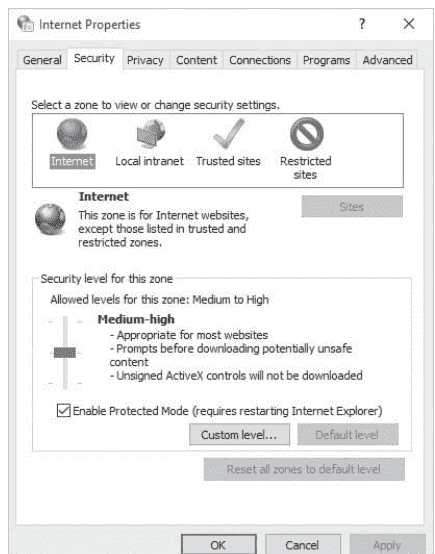 Internet Properties
?
General Security Privacy Content Connections Programs Advanced
Select a zone to view or change security settings.
Internet Local intranet Trusted sites Restricted
sites
Internet
Sites
This zone is for Internet websites,
except those listed in trusted and
restricted zones.
Security level for this zone
Allowed levels for this zone: Medium to High
Medium-high
- Appropriate for most websites
- Prompts before downloading potentially unsafe
content
- Unsigned ActiveX controls will not be downloaded
Enable Protected Mode (requires restarting Internet Explorer)
Custom level... Default level
Reset all zones to default level
OK Cancel Apply